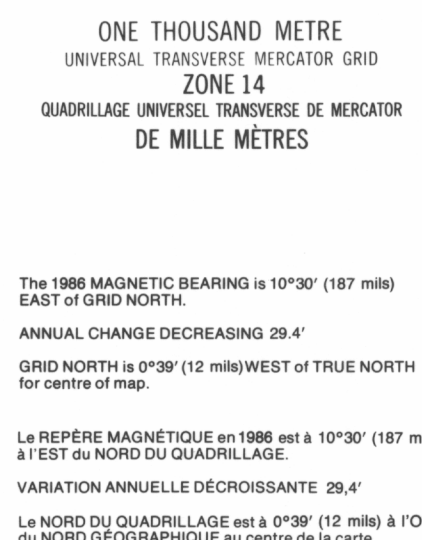 ONE THOUSAND METRE
UNIVERSAL TRANSVERSE MERCATOR GRID
ZONE 14
QUADRILLAGE UNIVERSEL TRANSVERSE DE MERCATOR
DE MILLE MÈTRES
The 1986 MAGNETIC BEARING is 10°30′ (187 mils)
EAST of GRID NORTH.
ANNUAL CHANGE DECREASING 29.4′
GRID NORTH is 0°39′ (12 mils) WEST of TRUE NORTH
for centre of map.
Le REPÈRE MAGNÉTIQUE en 1986 est à 10°30′ (187 m
à l'EST du NORD DU QUADRILLAGE.
VARIATION ANNUELLE DÉCROISSANTE 29,4′
Le NORD DU QUADRILLAGE est à 0°39′ (12 mils) à l'O
du NORD GÉOGRAPHIQUE au centre de la carte